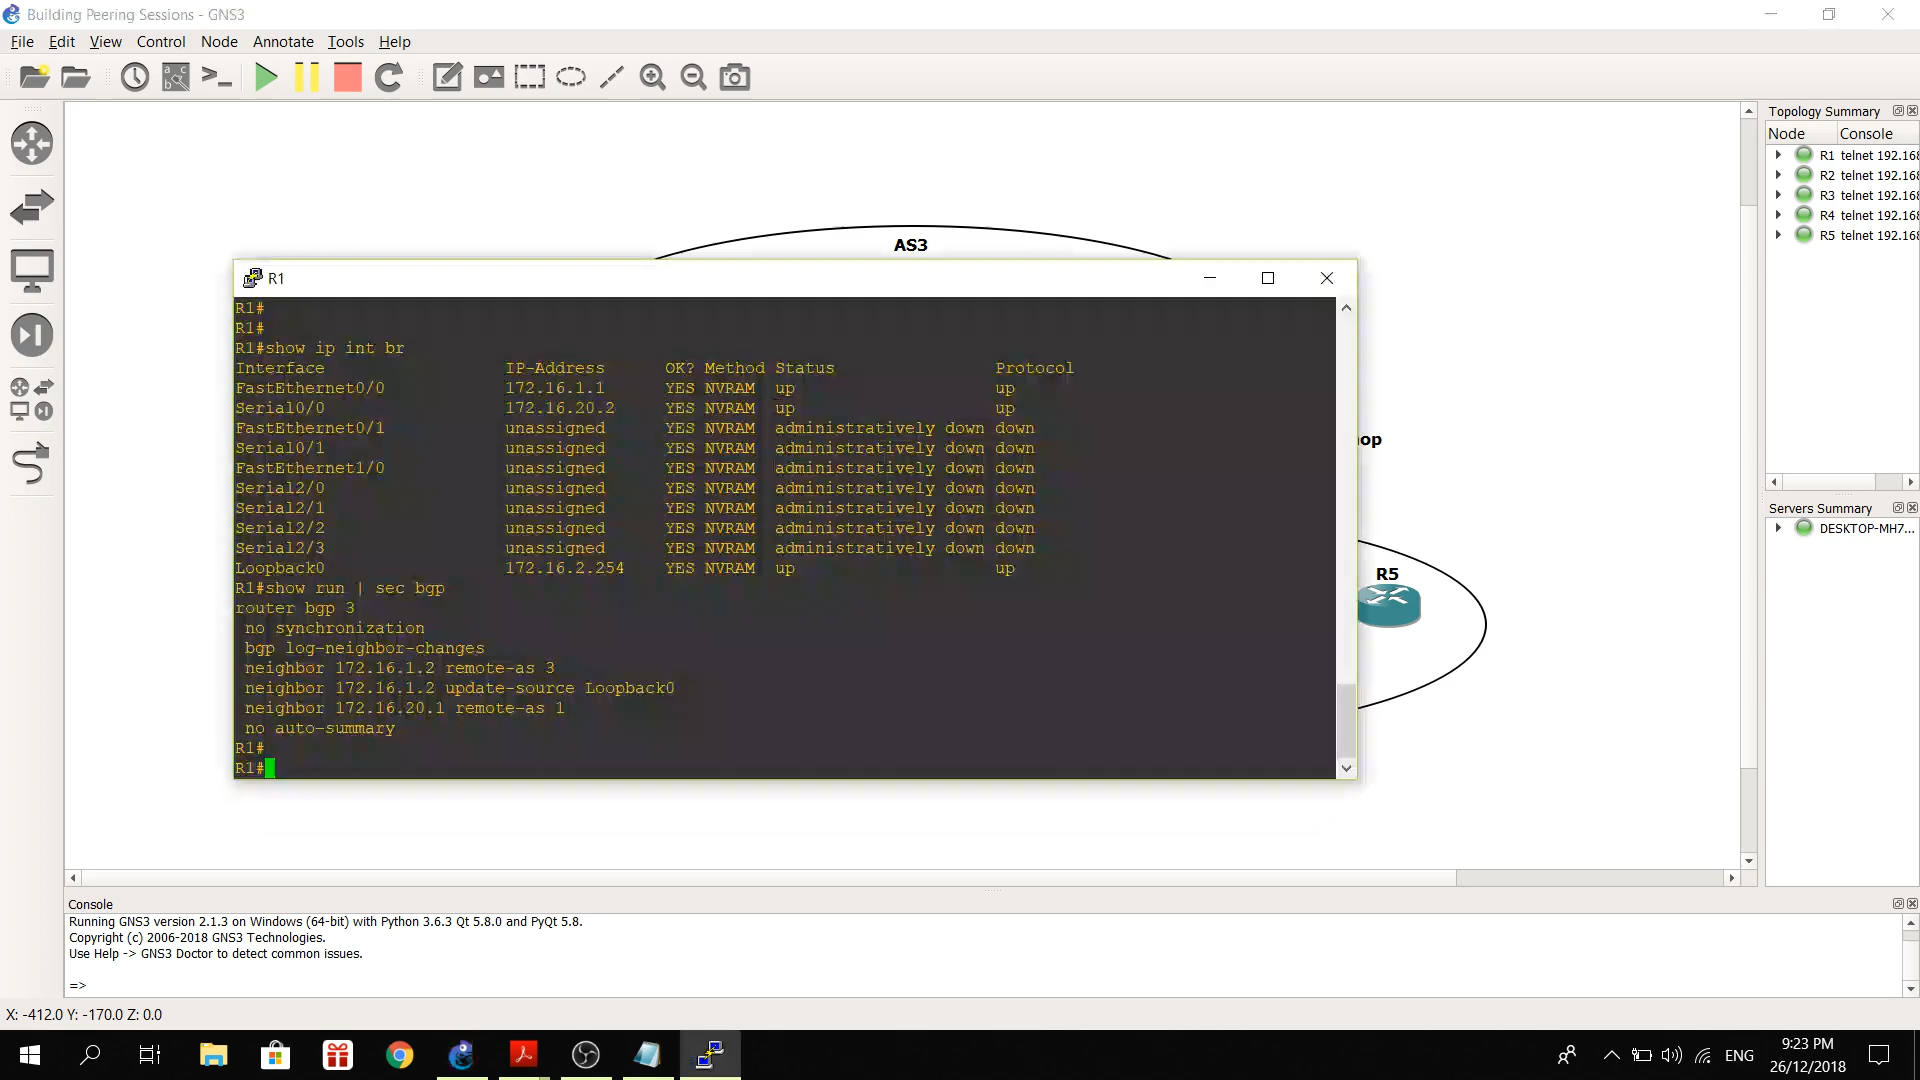 Building Peering Sessions - GNS3
File Edit View Control Node Annotate Tools Help
Topology Summary
Node Console
R1 telnet 192.168
R2 telnet 192.168
R3 telnet 192.168
R4 telnet 192.168
R5 telnet 192.168
AS3
R1
R1#
R1#
R1#show ip int br
Interface IP-Address OK? Method Status Protocol
FastEthernet0/0 172.16.1.1 YES NVRAM up up
Serial0/0 172.16.20.2 YES NVRAM up up
FastEthernet0/1 unassigned YES NVRAM administratively down down
Serial0/1 unassigned YES NVRAM administratively down down
FastEthernet1/0 unassigned YES NVRAM administratively down down
Serial2/0 unassigned YES NVRAM administratively down down
Serial2/1 unassigned YES NVRAM administratively down down
Serial2/2 unassigned YES NVRAM administratively down down
Serial2/3 unassigned YES NVRAM administratively down down
Loopback0 172.16.2.254 YES NVRAM up up
R1#show run | sec bgp
router bgp 3
no synchronization
bgp log-neighbor-changes
neighbor 172.16.1.2 remote-as 3
neighbor 172.16.1.2 update-source Loopback0
neighbor 172.16.20.1 remote-as 1
no auto-summary
R1#
R1#
op
R5
Servers Summary
DESKTOP-MH7...
Console
Running GNS3 version 2.1.3 on Windows (64-bit) with Python 3.6.3 Qt 5.8.0 and PyQt 5.8.
Copyright (c) 2006-2018 GNS3 Technologies.
Use Help -> GNS3 Doctor to detect common issues.
=>
X: -412.0 Y: -170.0 Z: 0.0
ENG
9:23 PM
26/12/2018